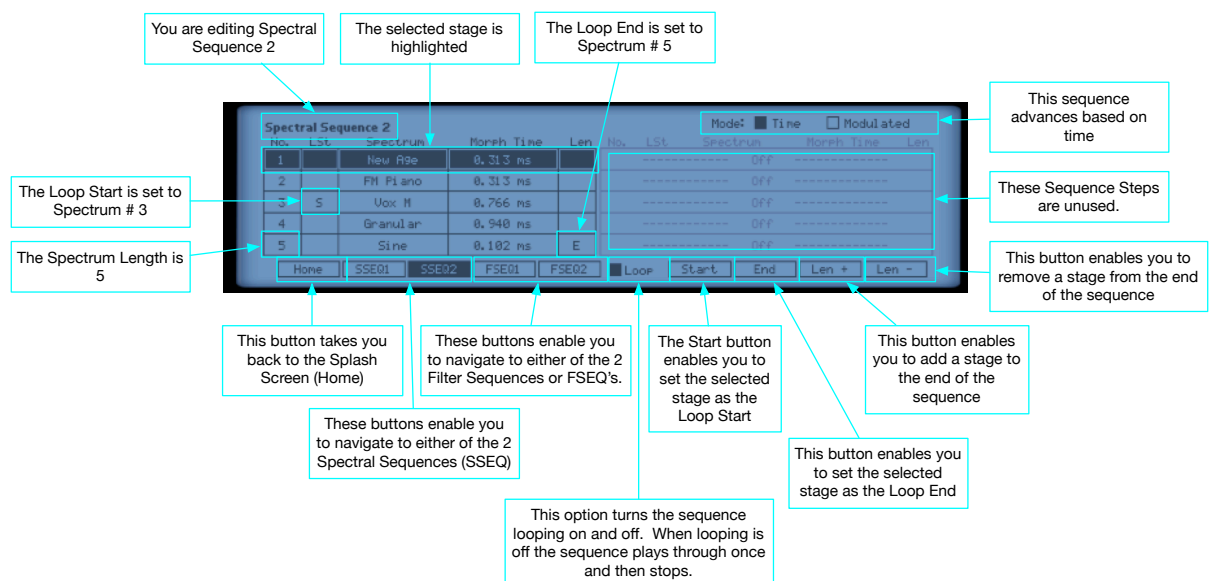 You are editing Spectral
Sequence 2
The selected stage is
highlighted
The Loop End is set to
Spectrum # 5
This sequence
advances based on
time
The Loop Start is set to
Spectrum # 3
The Spectrum Length is
5
These Sequence Steps
are unused.
This button enables you to
remove a stage from the end
of the sequence
Spectral Sequence 2
Mode: Time Modulated
No. LSt Spectrum Morph Time Len No. LSt Spectrum Morph Time Len
1 New Age 0.313 ms ------------ Off -------------
2 FM Piano 0.313 ms ------------ Off -------------
3 S Vox M 0.766 ms ------------ Off -------------
4 Granular 0.940 ms ------------ Off -------------
5 Sine 0.102 ms E ------------ Off -------------
Home SSEQ1 SSEQ2 FSEQ1 FSEQ2 Loop Start End Len + Len -
This button takes you
back to the Splash
Screen (Home)
These buttons enable you
to navigate to either of the 2
Filter Sequences or FSEQ's.
The Start button
enables you to
set the selected
stage as the
Loop Start
This button enables
you to add a stage to
the end of the
sequence
These buttons enable you
to navigate to either of the 2
Spectral Sequences (SSEQ)
This button enables you
to set the selected
stage as the Loop End
This option turns the sequence
looping on and off. When looping is
off the sequence plays through once
and then stops.